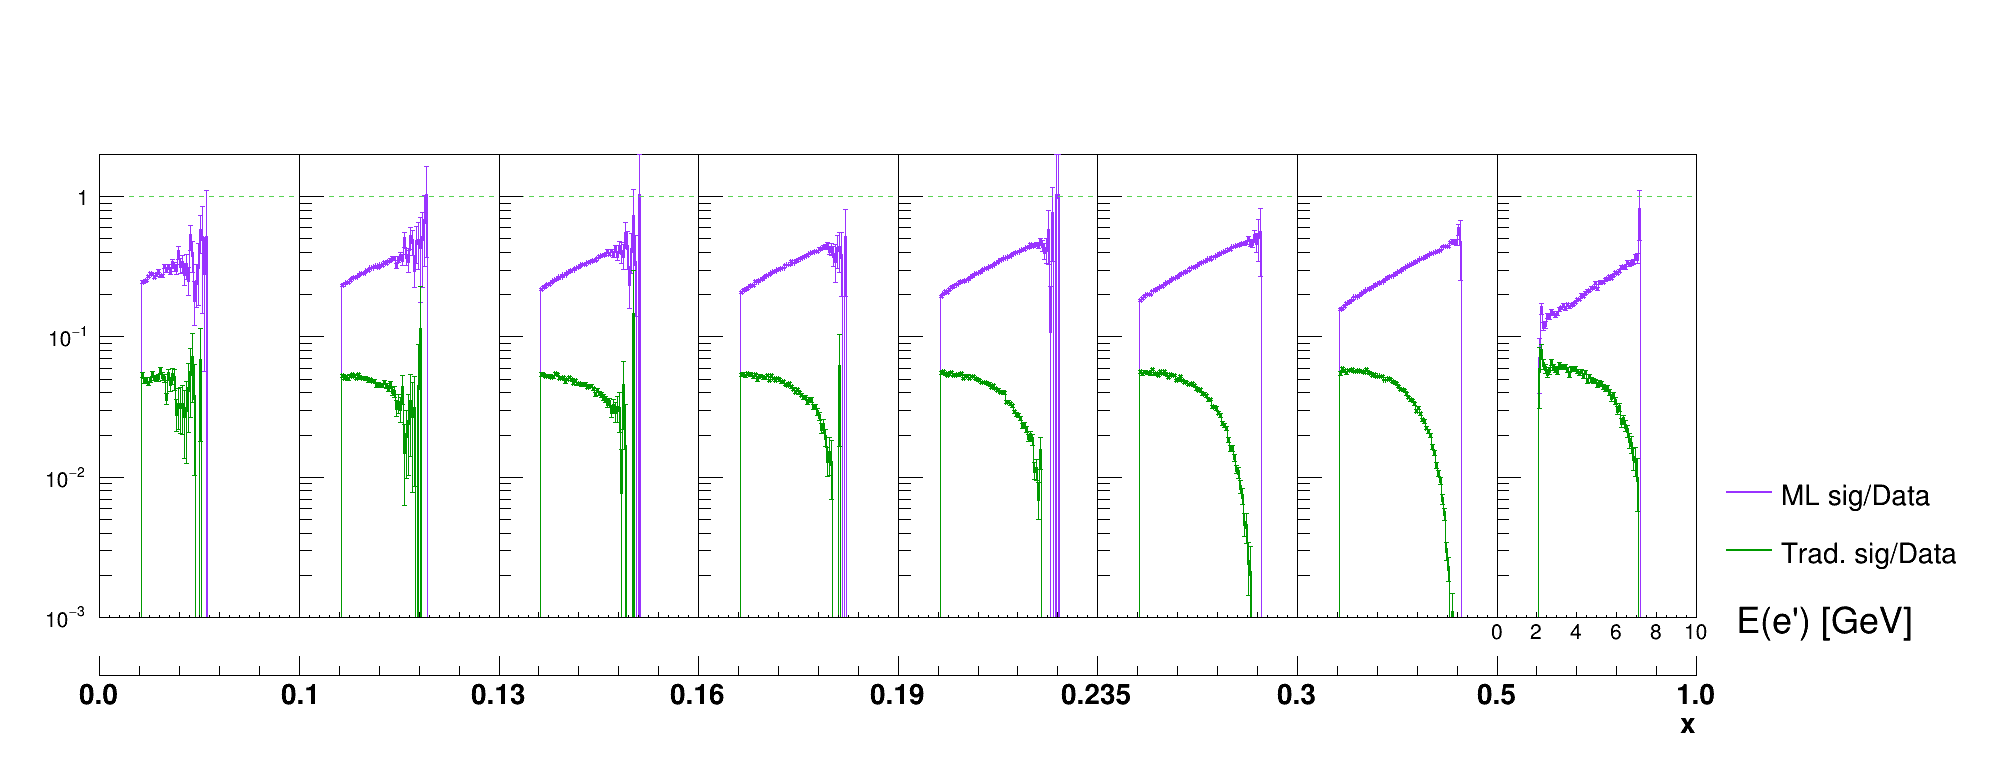 1
10⁻¹
10⁻²
10⁻³
ML sig/Data
Trad. sig/Data
0 2 4 6 8 10
E(e') [GeV]
0.0 0.1 0.13 0.16 0.19 0.235 0.3 0.5 1.0
x